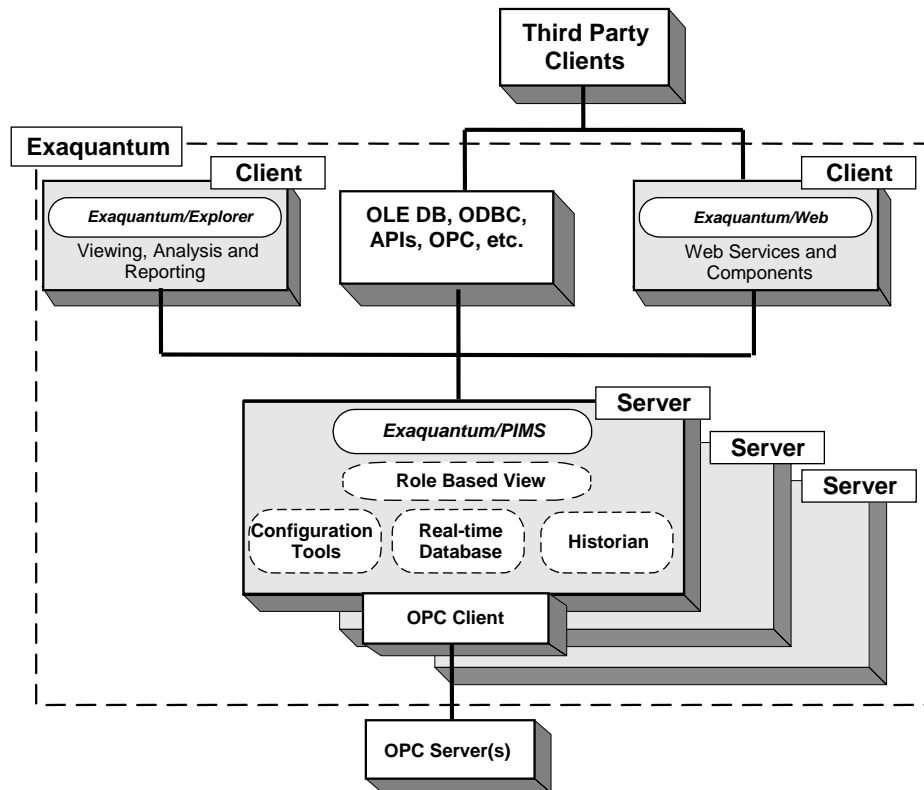 Third Party
Clients
Exaquantum
Client
Exaquantum/Explorer
Viewing, Analysis and
Reporting
OLE DB, ODBC,
APIs, OPC, etc.
Client
Exaquantum/Web
Web Services and
Components
Server
Exaquantum/PIMS
Role Based View
Configuration
Tools
Real-time
Database
Historian
Server
Server
OPC Client
OPC Server(s)